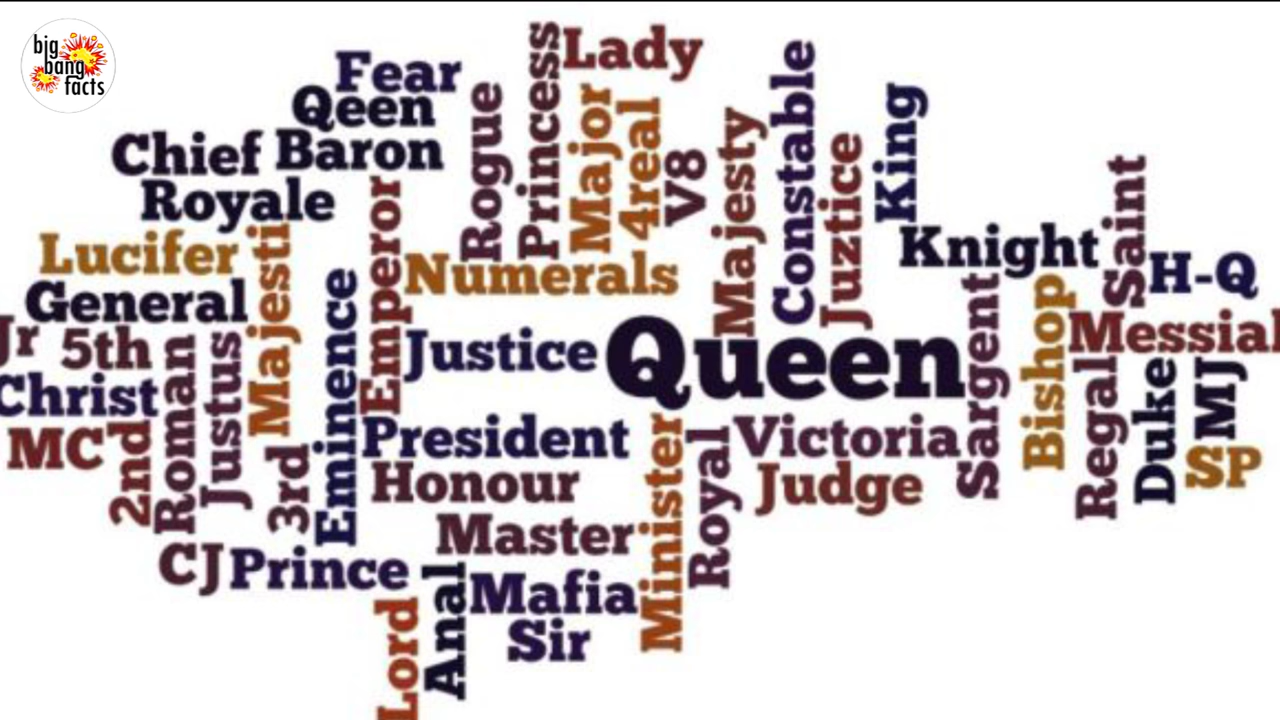 big
bang
facts
Fear
Qeen
Chief
Baron
Royale
Lucifer
General
Jr
5th
Christ
MC
2nd
Roman
Justus
Majesti
3rd
Eminence
Emperor
CJ
Prince
Lord
Anal
Rogue
Princess
Lady
Major
4real
V8
Numerals
Justice
President
Honour
Master
Mafia
Sir
Minister
Royal
Queen
Majesty
Constable
Juztice
King
Victoria
Judge
Knight
Sargent
Bishop
Saint
H-Q
Messiah
Regal
Duke
MJ
SP